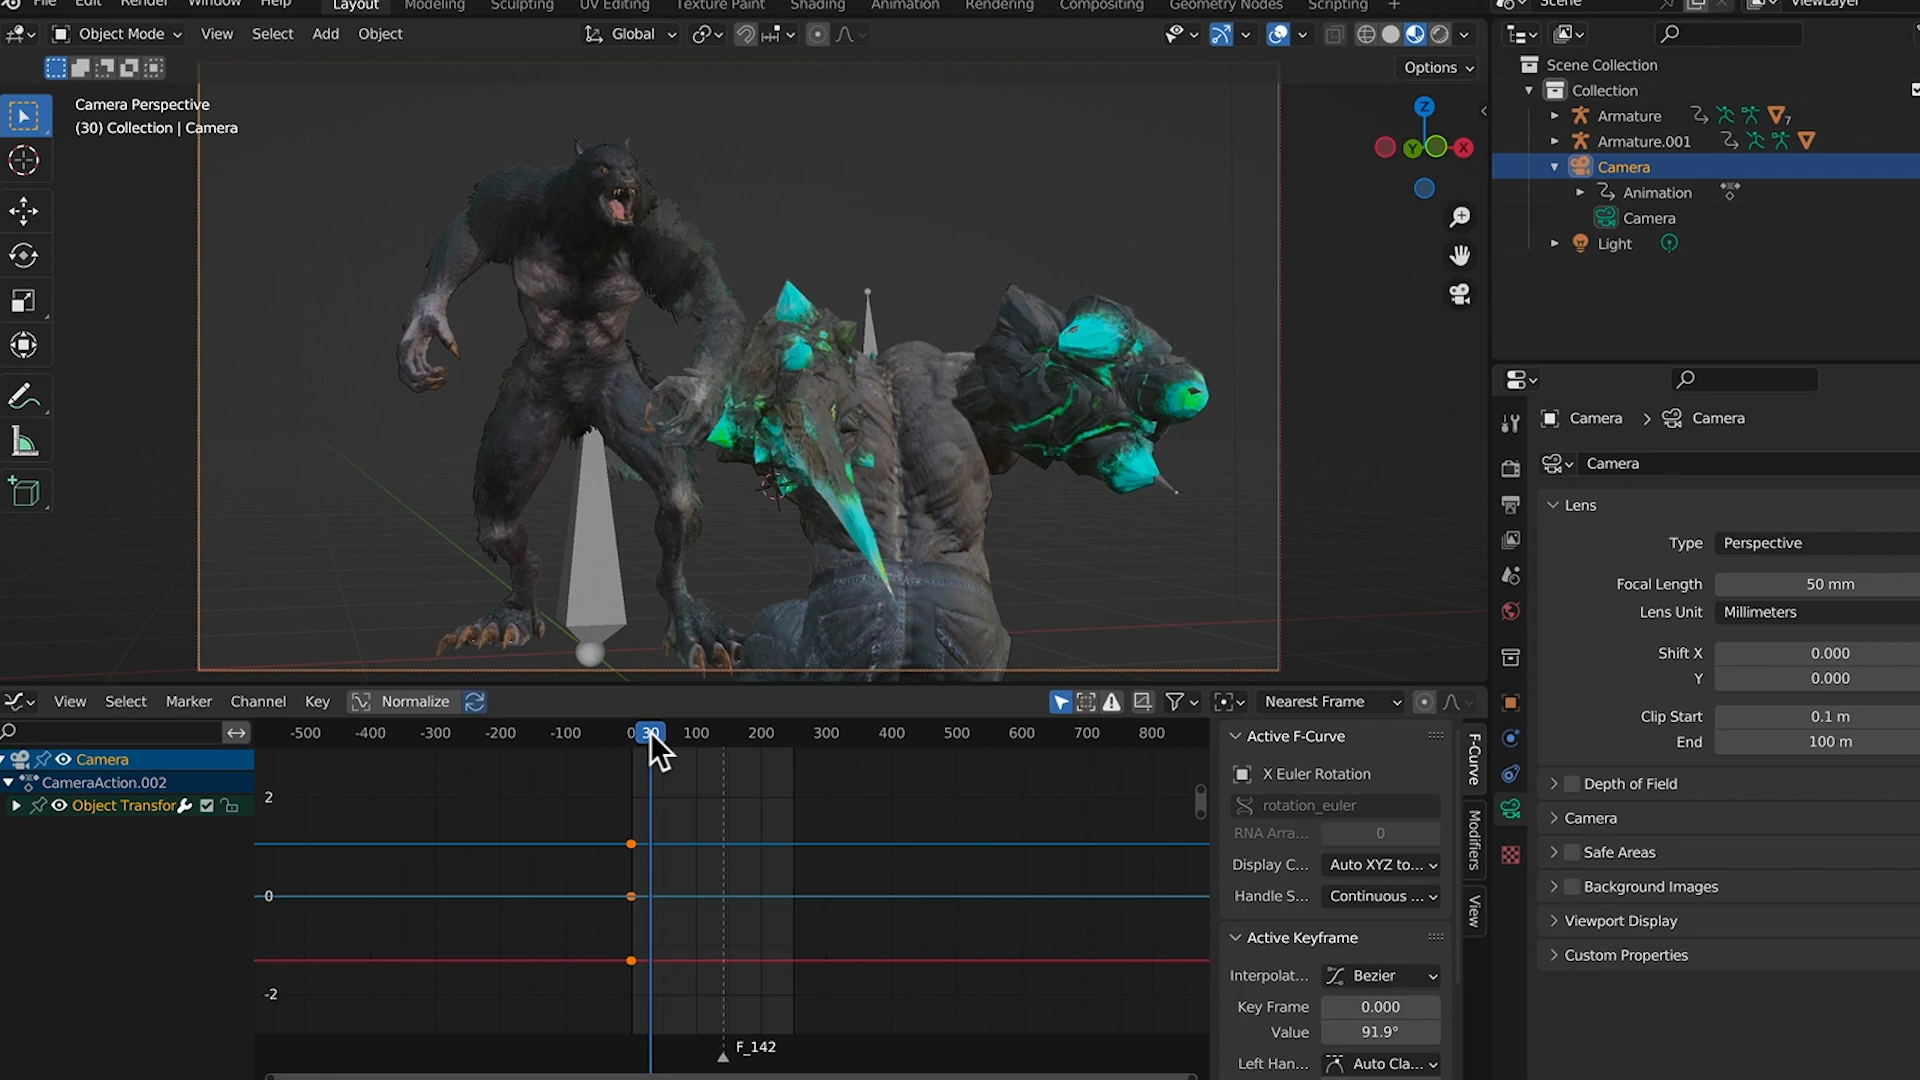 File Edit Render Window Help Layout Modeling Sculpting UV Editing Texture Paint Shading Animation Rendering Compositing Geometry Nodes Scripting + Scene ViewLayer
Object Mode View Select Add Object Global
Options
Camera Perspective
(30) Collection | Camera
Z
Y
X
Scene Collection
Collection
Armature 7
Armature.001
Camera
Animation
Camera
Light
Camera > Camera
Camera
Lens
Type Perspective
Focal Length 50 mm
Lens Unit Millimeters
Shift X 0.000
Y 0.000
Clip Start 0.1 m
End 100 m
Depth of Field
Camera
Safe Areas
Background Images
Viewport Display
Custom Properties
View Select Marker Channel Key Normalize Nearest Frame
-500 -400 -300 -200 -100 0 30 100 200 300 400 500 600 700 800
Camera
CameraAction.002
Object Transfor
2
0
-2
F_142
Active F-Curve
X Euler Rotation
rotation_euler
RNA Arra... 0
Display C... Auto XYZ to...
Handle S... Continuous ...
Active Keyframe
Interpolat... Bezier
Key Frame 0.000
Value 91.9°
Left Han... Auto Cla...
F-Curve
Modifiers
View